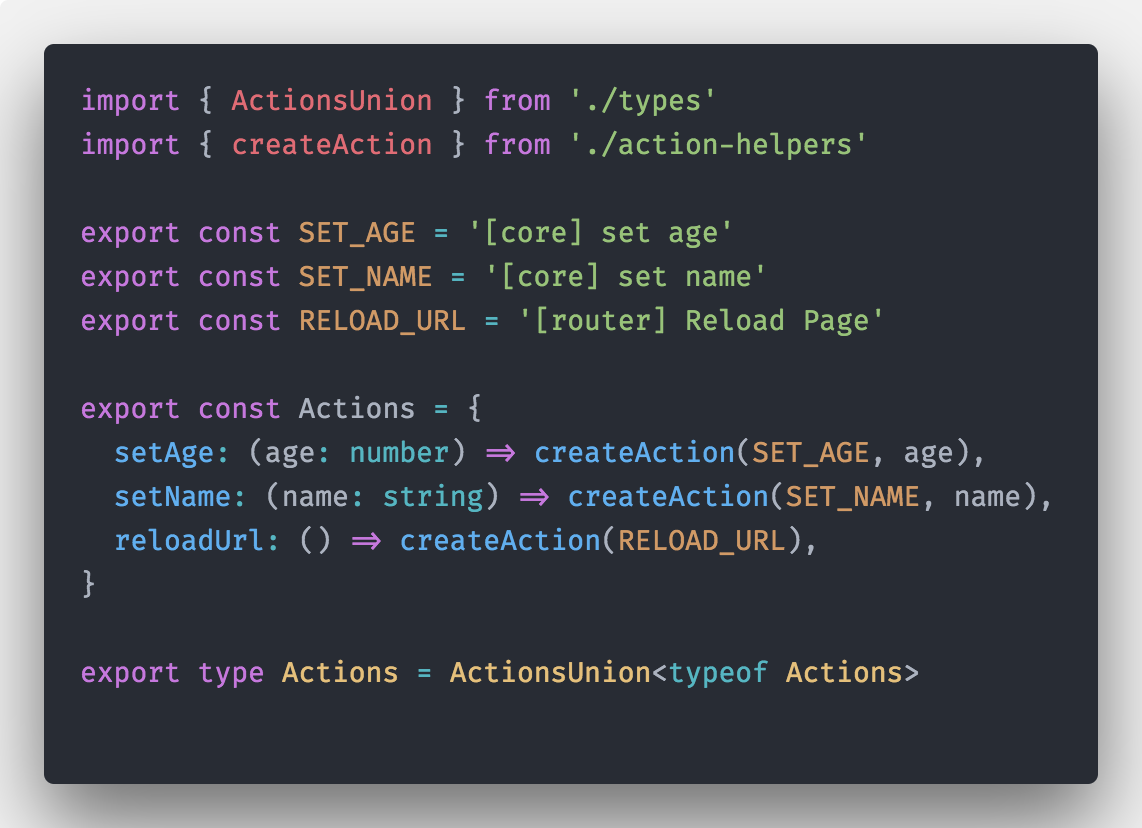 import { ActionsUnion } from './types'
import { createAction } from './action-helpers'
export const SET_AGE = '[core] set age'
export const SET_NAME = '[core] set name'
export const RELOAD_URL = '[router] Reload Page'
export const Actions = {
  setAge: (age: number) => createAction(SET_AGE, age),
  setName: (name: string) => createAction(SET_NAME, name),
  reloadUrl: () => createAction(RELOAD_URL),
}
export type Actions = ActionsUnion<typeof Actions>